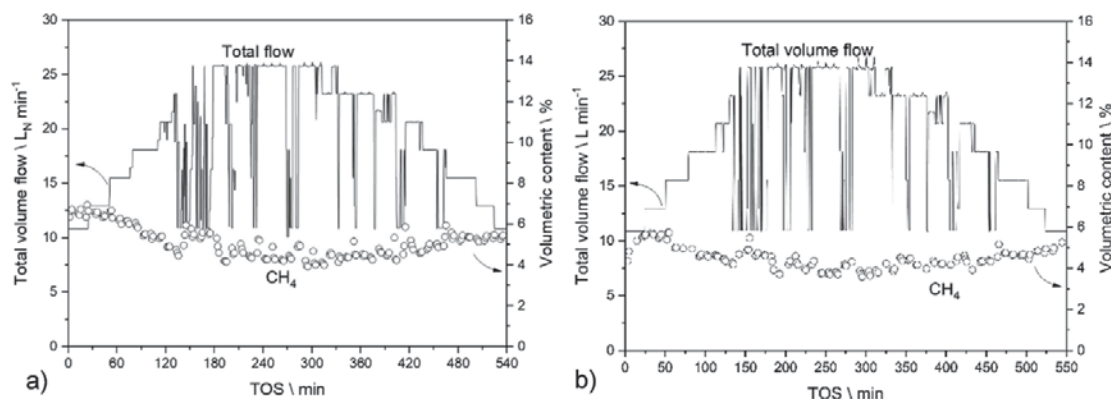 30
25
20
15
10
5
0
Total volume flow \ L_N min⁻¹
Total flow
CH₄
16
14
12
10
8
6
4
2
0
Volumetric content \ %
0 60 120 180 240 300 360 420 480 540
TOS \ min
a)
30
25
20
15
10
5
0
Total volume flow \ L min⁻¹
Total volume flow
CH₄
16
14
12
10
8
6
4
2
0
Volumetric content \ %
0 50 100 150 200 250 300 350 400 450 500 550
TOS \ min
b)